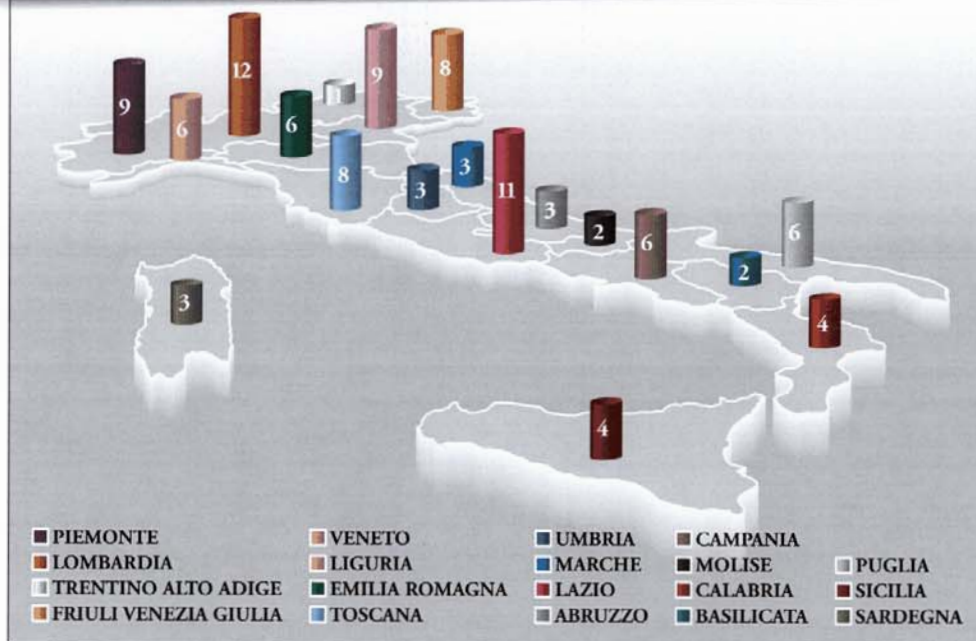 12
9
8
9
6
6
1
8
3
3
11
3
2
6
6
2
3
4
4
PIEMONTE
LOMBARDIA
TRENTINO ALTO ADIGE
FRIULI VENEZIA GIULIA
VENETO
LIGURIA
EMILIA ROMAGNA
TOSCANA
UMBRIA
MARCHE
LAZIO
ABRUZZO
CAMPANIA
MOLISE
CALABRIA
BASILICATA
PUGLIA
SICILIA
SARDEGNA